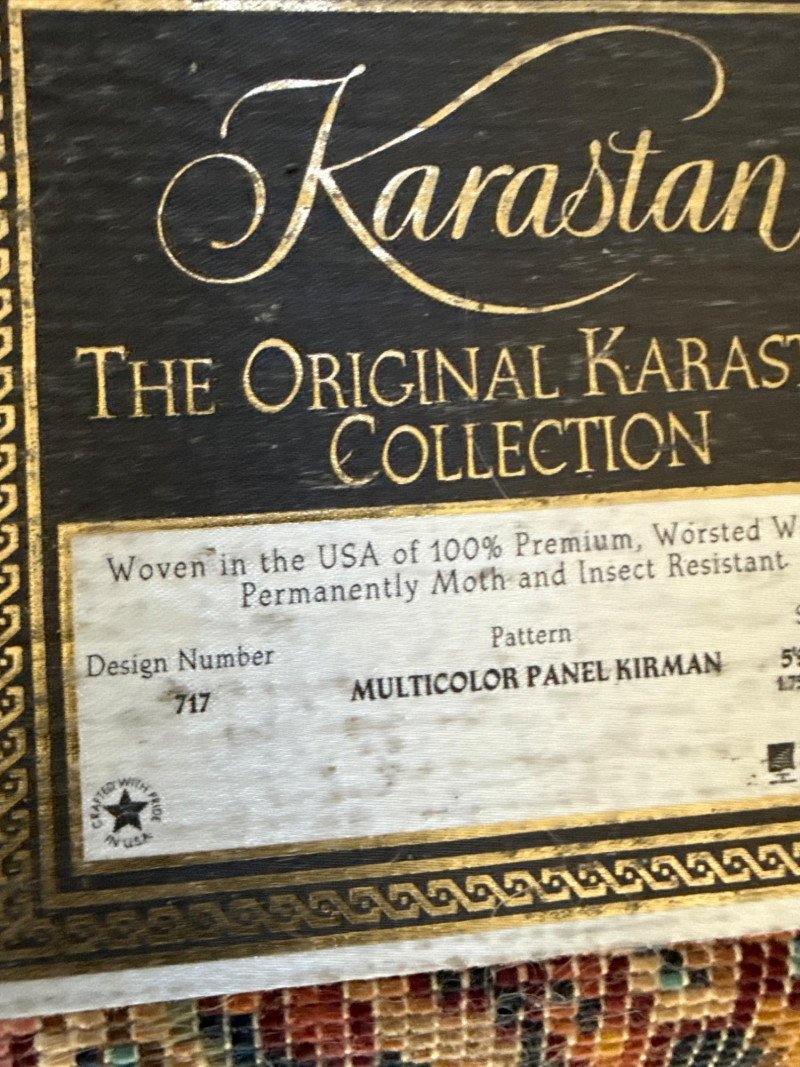 Karastan
THE ORIGINAL KARAST
COLLECTION
Woven in the USA of 100% Premium, Worsted W
Permanently Moth and Insect Resistant
Design Number
717
Pattern
MULTICOLOR PANEL KIRMAN
CRAFTED WITH PRIDE
IN U.S.A.